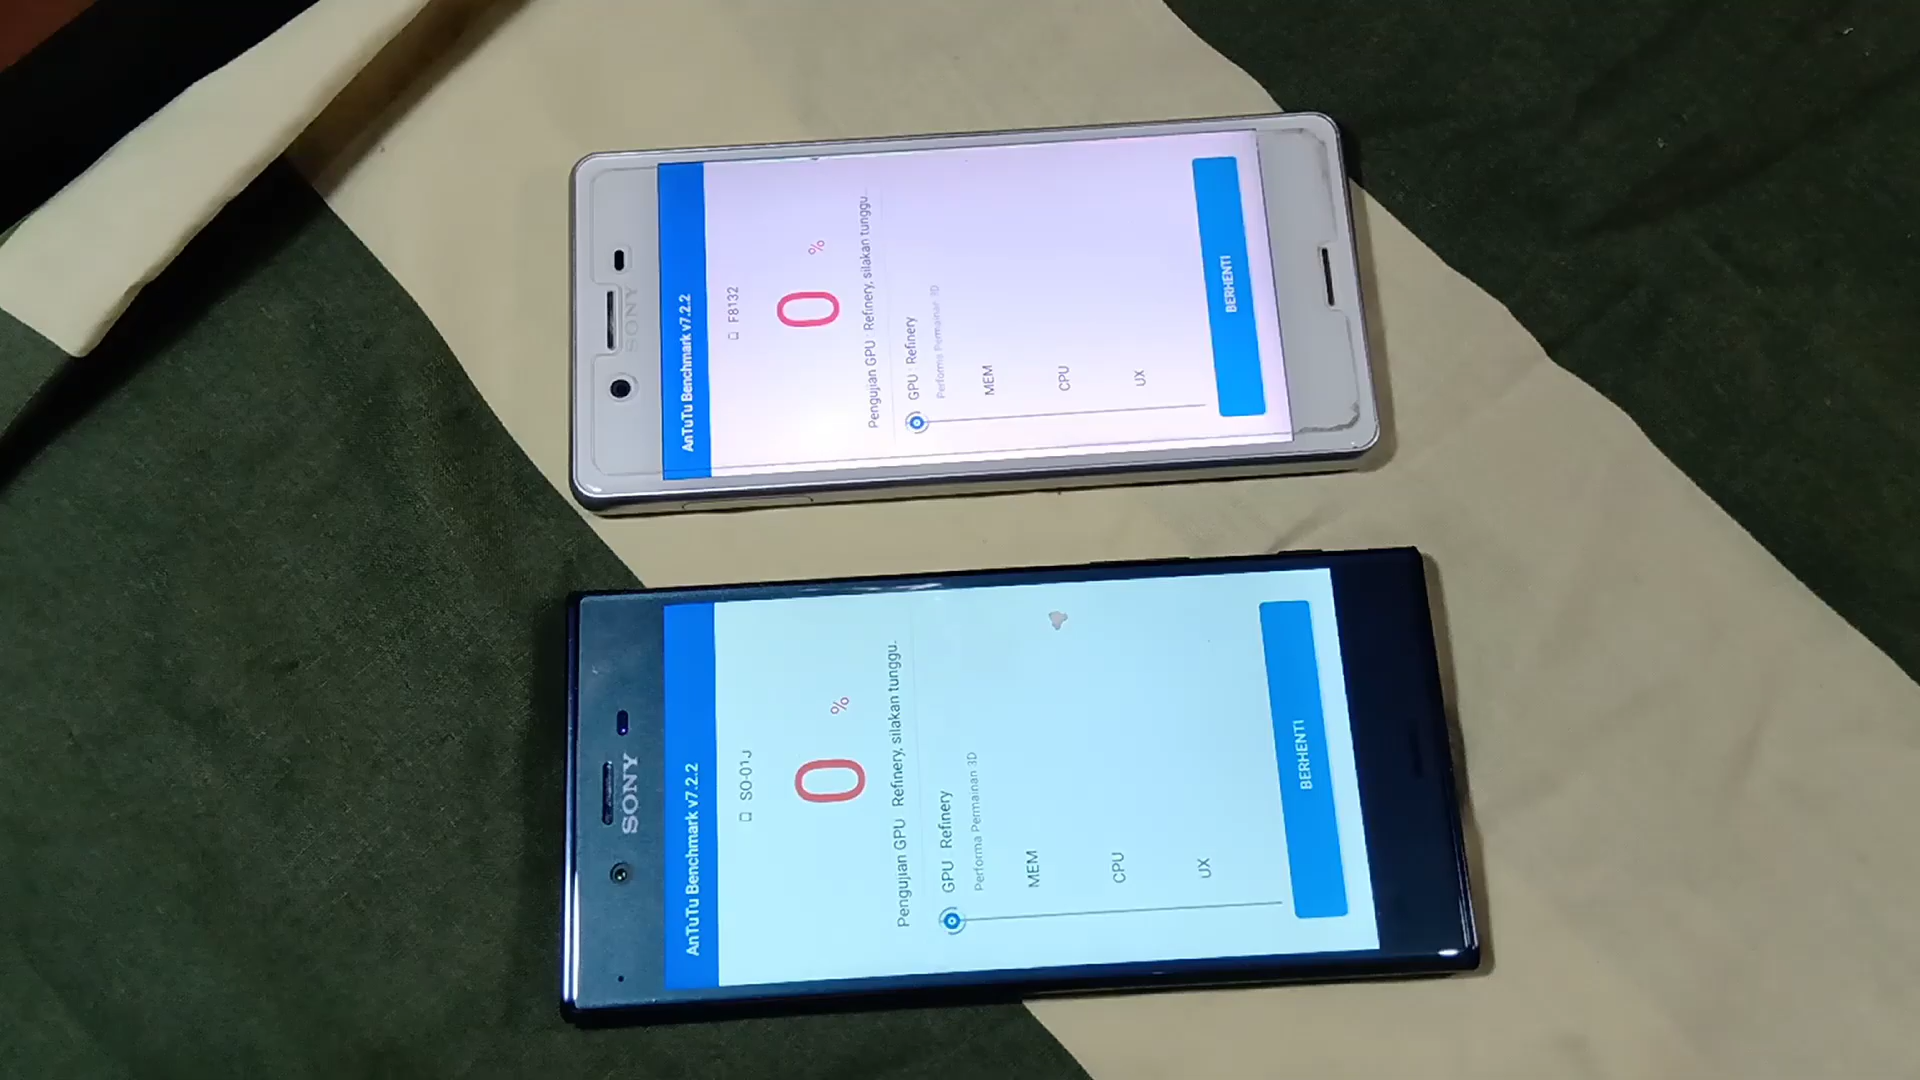 SONY
AnTuTu Benchmark v7.2.2
F8132
0 %
Pengujian GPU : Refinery, silakan tunggu..
GPU : Refinery
Performa Permainan 3D
MEM
CPU
UX
BERHENTI
SONY
AnTuTu Benchmark v7.2.2
SO-01J
0 %
Pengujian GPU : Refinery, silakan tunggu.
GPU : Refinery
Performa Permainan 3D
MEM
CPU
UX
BERHENTI